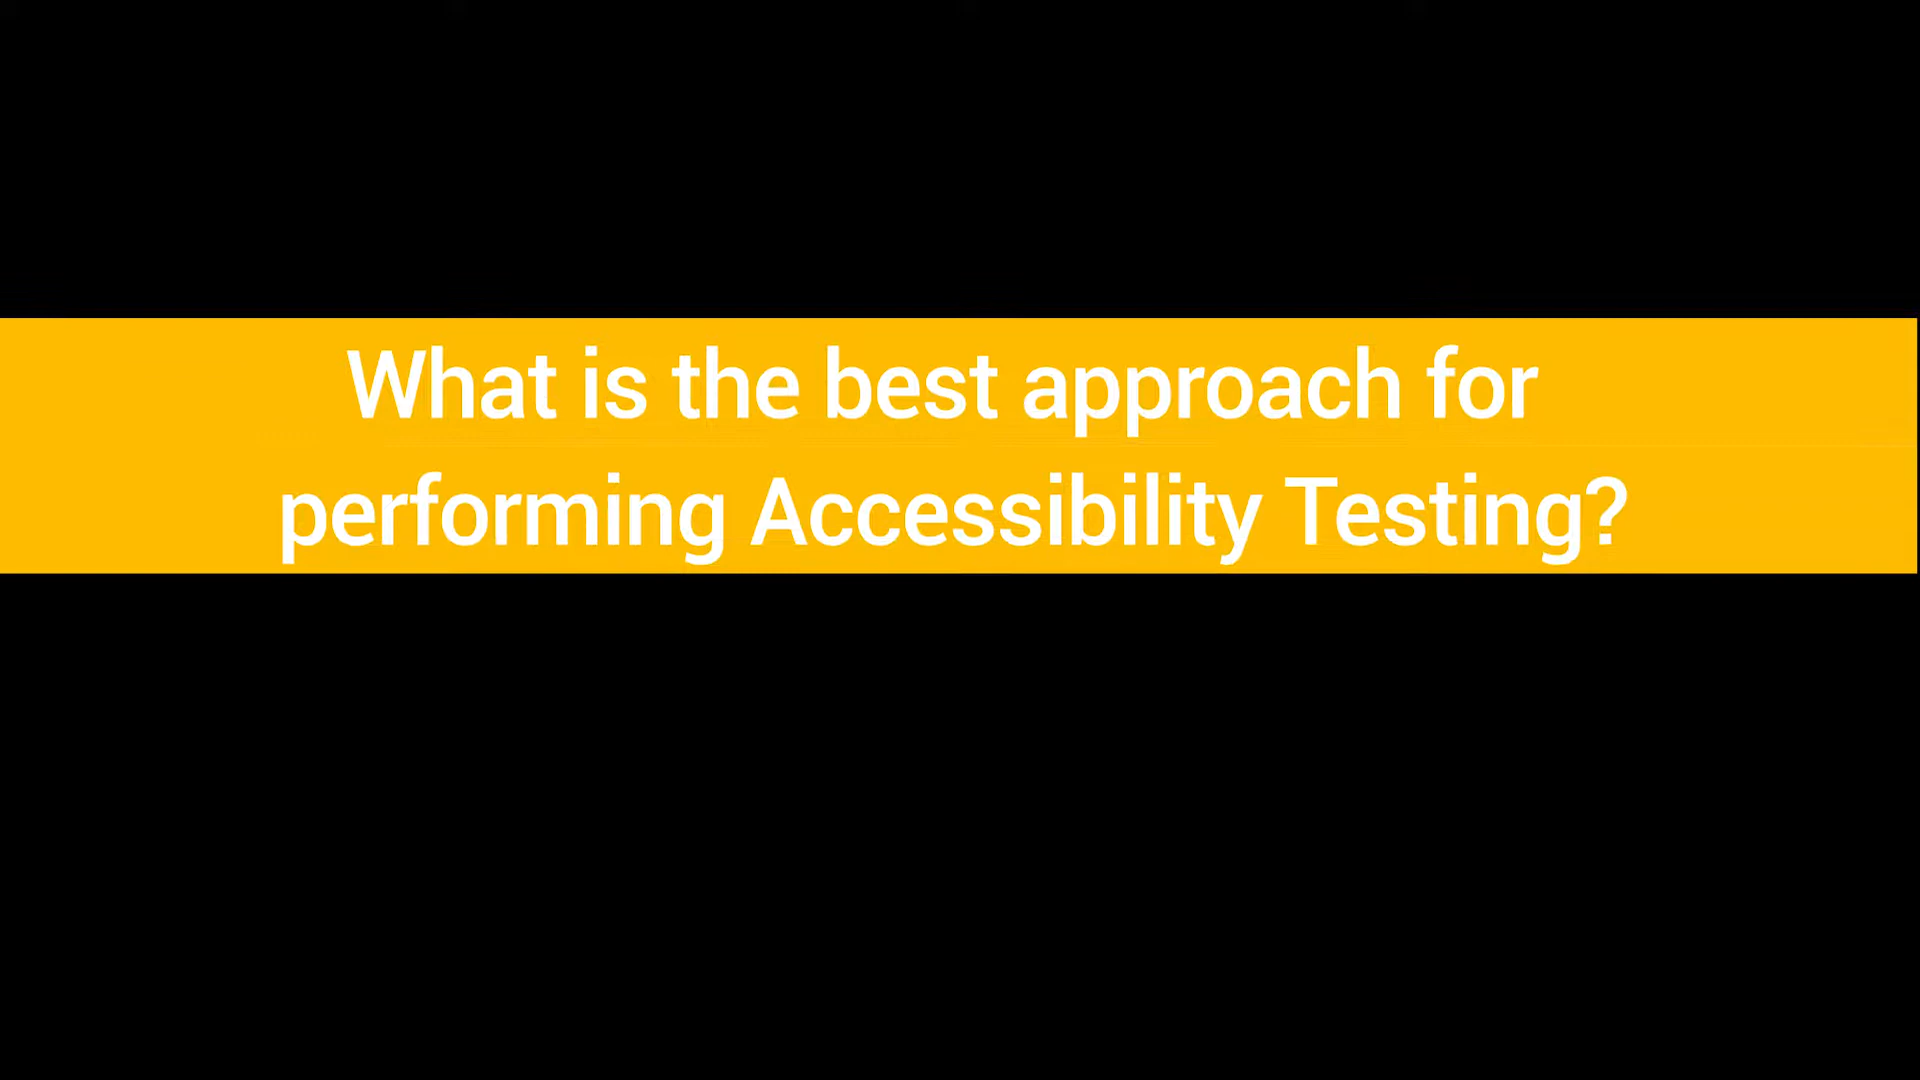 What is the best approach for
performing Accessibility Testing?